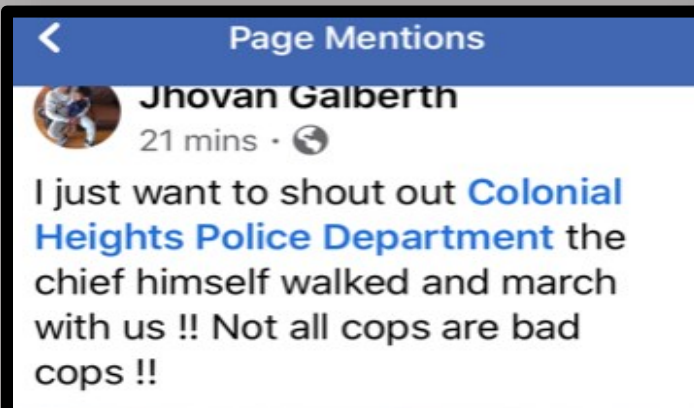 Page Mentions
Jhovan Galberth
21 mins ·
I just want to shout out Colonial
Heights Police Department the
chief himself walked and march
with us !! Not all cops are bad
cops !!